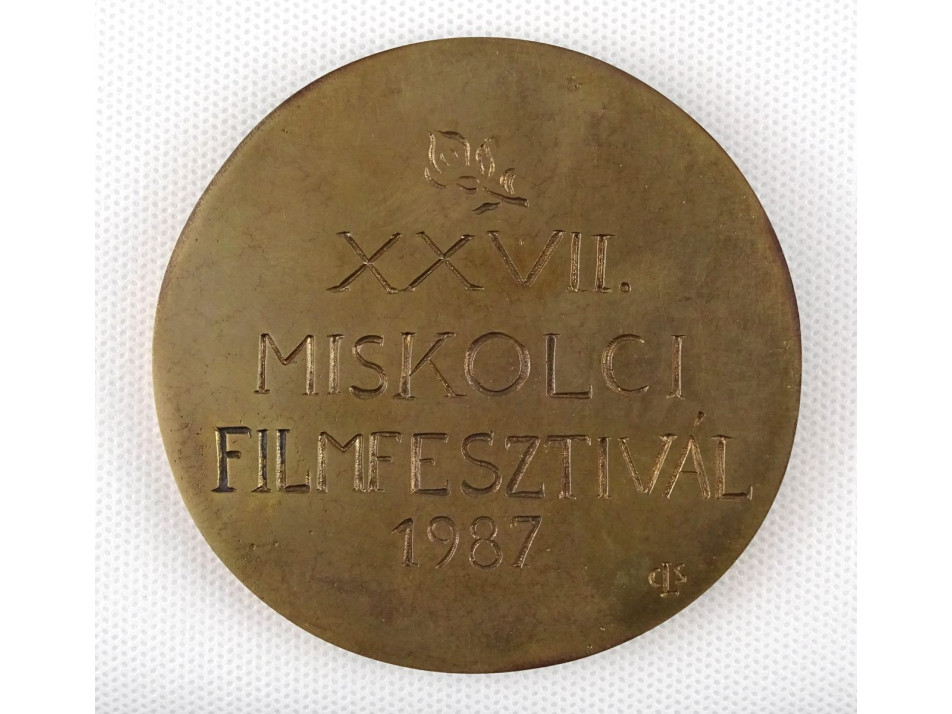 XXVII.
MISKOLCI
FILMFESZTIVÁL
1987